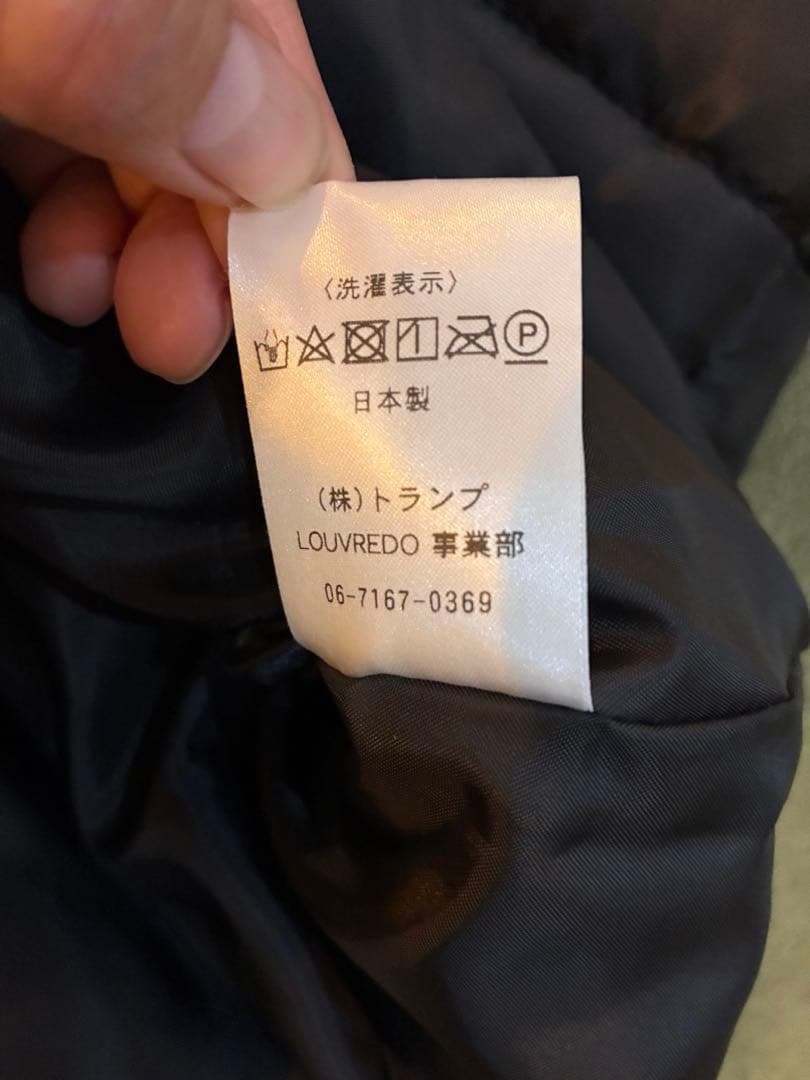 〈洗濯表示〉
P
日本製
(株)トランプ
LOUVREDO 事業部
06-7167-0369